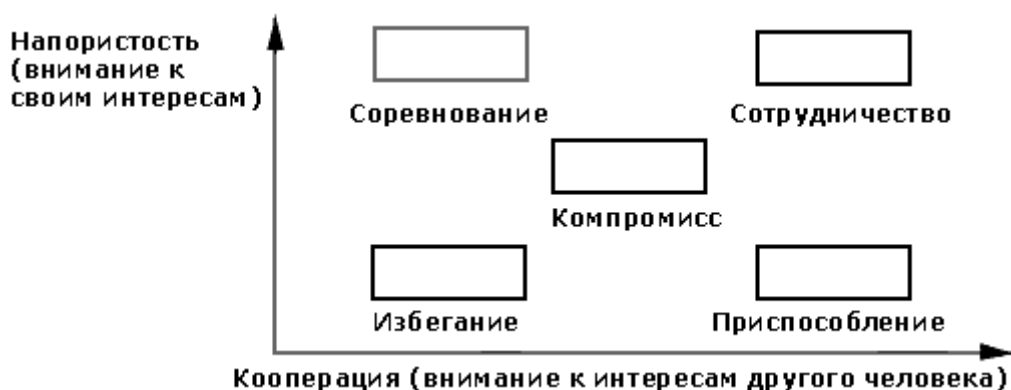 Напористость
(внимание к
своим интересам)
Соревнование
Сотрудничество
Компромисс
Избегание
Приспособление
Кооперация (внимание к интересам другого человека)